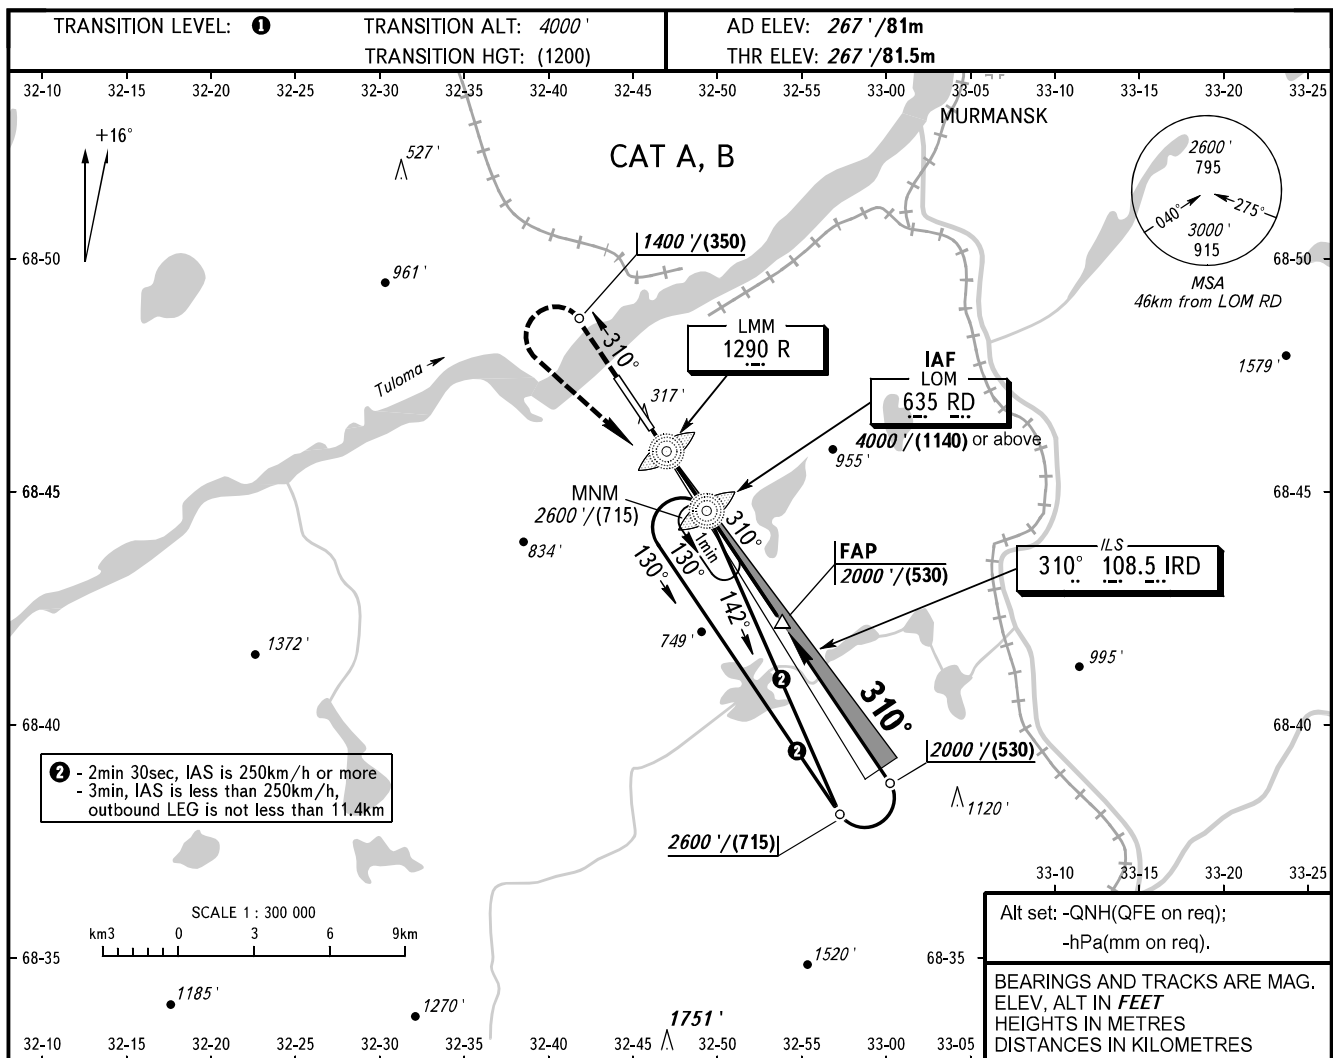 TRANSITION LEVEL: ❶ TRANSITION ALT: 4000' AD ELEV: 267'/81m
TRANSITION HGT: (1200) THR ELEV: 267'/81.5m
32-10 32-15 32-20 32-25 32-30 32-35 32-40 32-45 32-50 32-55 33-00 33-05 33-10 33-15 33-20 33-25
MURMANSK
+16°
527'
CAT A, B
2600'
795
040° 275°
3000'
915
MSA
46km from LOM RD
1400'/(350)
68-50 68-50
961'
310°
LMM
1290 R
Tuloma
317'
IAF
LOM
635 RD
4000'/(1140) or above
1579'
955'
68-45 68-45
MNM
2600'/(715)
310°
1min
130°
130°
834'
FAP
2000'/(530)
ILS
310° 108.5 IRD
142°
749'
1372'
995'
❷
310°
68-40 68-40
❷
2000'/(530)
❷ - 2min 30sec, IAS is 250km/h or more
- 3min, IAS is less than 250km/h,
outbound LEG is not less than 11.4km
1120'
2600'/(715)
33-10 33-15 33-20 33-25
SCALE 1 : 300 000
km3 0 3 6 9km
Alt set: -QNH(QFE on req);
-hPa(mm on req).
68-35 68-35
1520'
1185'
1270'
1751'
BEARINGS AND TRACKS ARE MAG.
ELEV, ALT IN FEET
HEIGHTS IN METRES
DISTANCES IN KILOMETRES
32-10 32-15 32-20 32-25 32-30 32-35 32-40 32-45 32-50 32-55 33-00 33-05